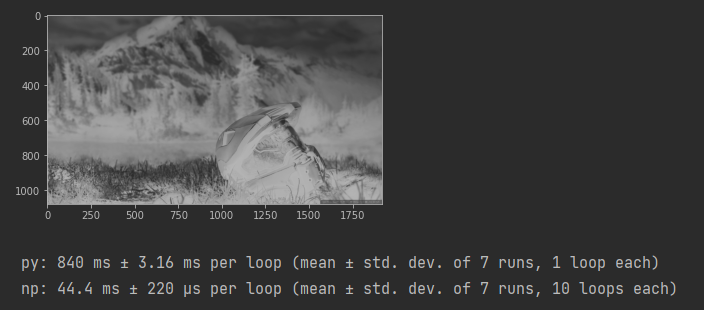 0
200
400
600
800
1000
0 250 500 750 1000 1250 1500 1750
py: 840 ms ± 3.16 ms per loop (mean ± std. dev. of 7 runs, 1 loop each)
np: 44.4 ms ± 220 µs per loop (mean ± std. dev. of 7 runs, 10 loops each)